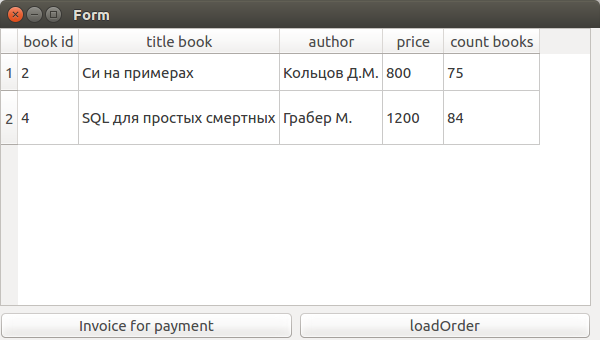 Form
book id title book author price count books
1 2 Си на примерах Кольцов Д.М. 800 75
2 4 SQL для простых смертных Грабер М. 1200 84
Invoice for payment loadOrder